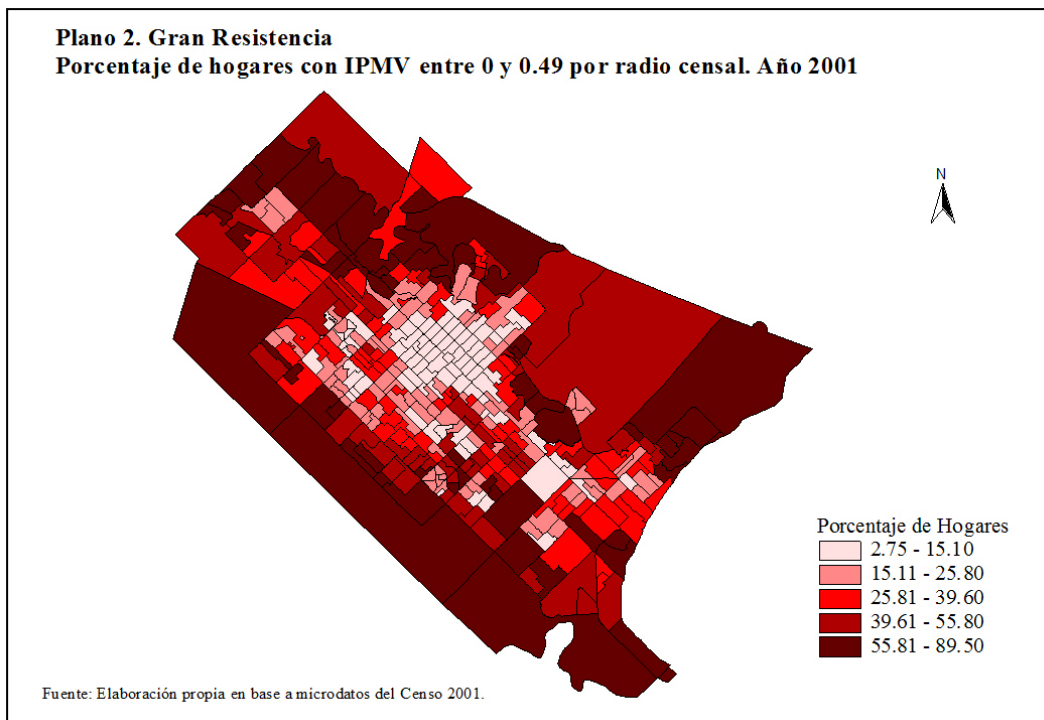 Plano 2. Gran Resistencia
Porcentaje de hogares con IPMV entre 0 y 0.49 por radio censal. Año 2001
N
Porcentaje de Hogares
2.75 - 15.10
15.11 - 25.80
25.81 - 39.60
39.61 - 55.80
55.81 - 89.50
Fuente: Elaboración propia en base a microdatos del Censo 2001.